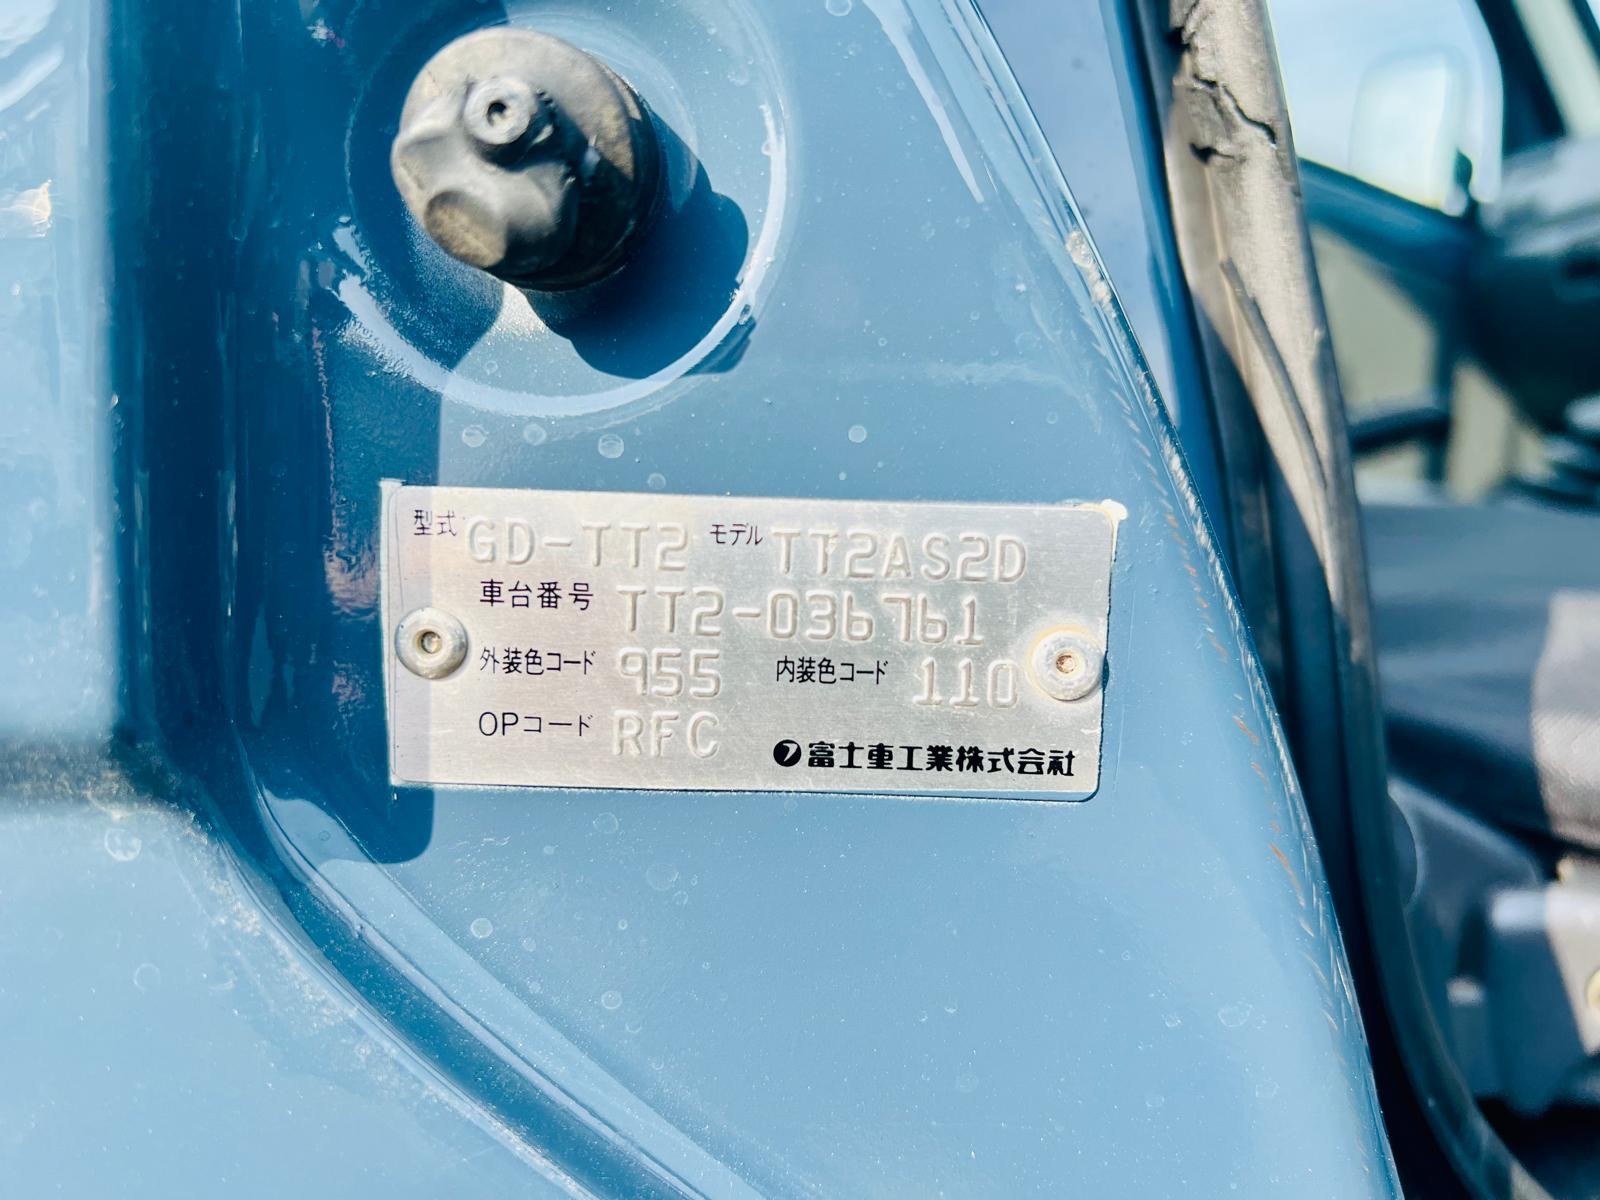 型式 GD-TT2 モデル TT2AS2D
車台番号 TT2-036761
外装色コード 955 内装色コード 110
OPコード RFC
富士重工業株式会社